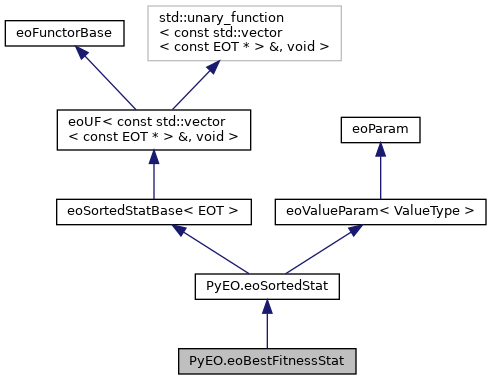 std::unary_function
< const std::vector
< const EOT * > &, void >
eoFunctorBase
eoUF< const std::vector
< const EOT * > &, void >
eoParam
eoSortedStatBase< EOT >
eoValueParam< ValueType >
PyEO.eoSortedStat
PyEO.eoBestFitnessStat